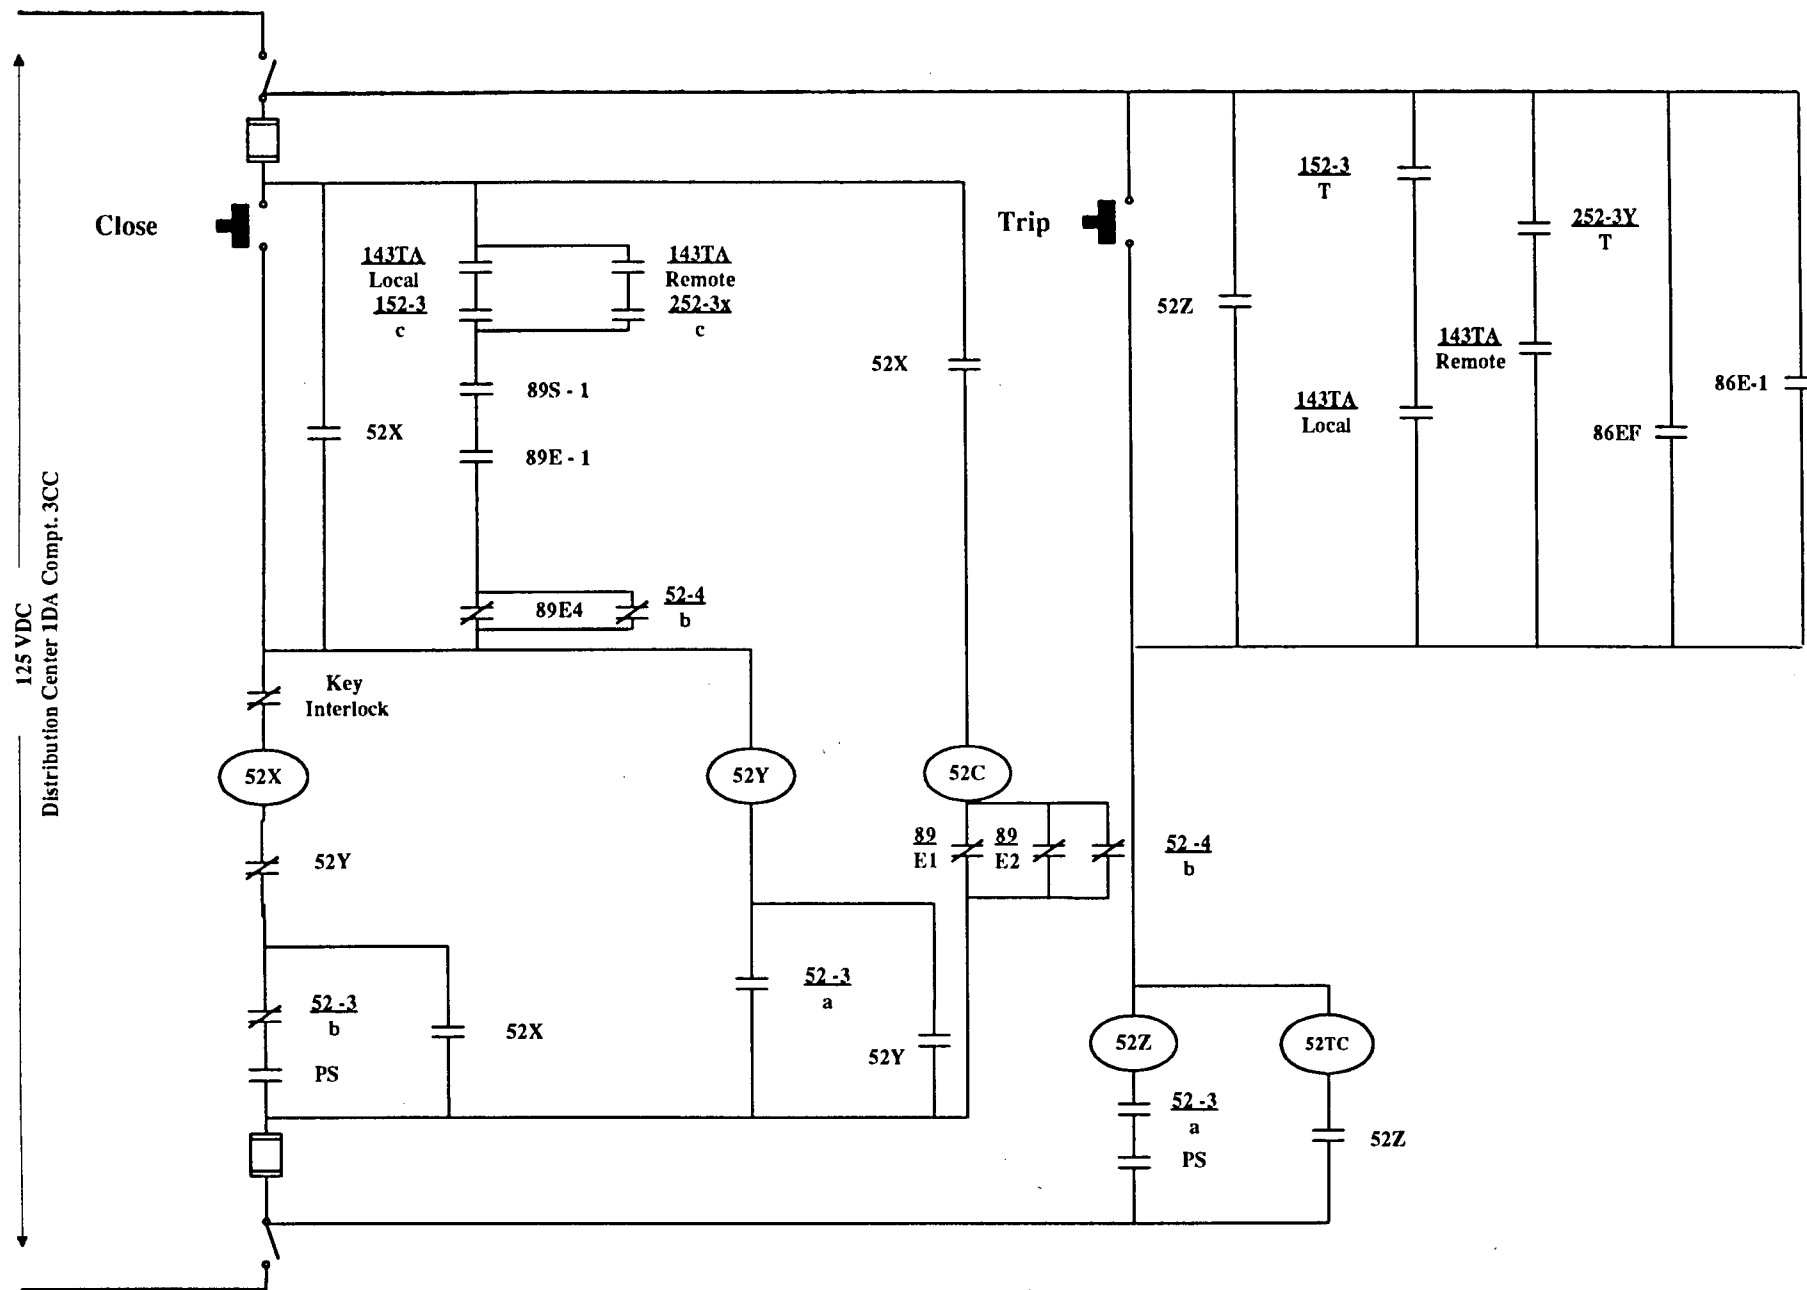 125 VDC
Distribution Center 1DA Compt. 3CC
Close
143TA
Local
152-3
c
143TA
Remote
252-3x
c
52X
89S - 1
89E - 1
89E4
52-4
b
52X
Key
Interlock
52X
52Y
52C
52Y
89
E1
89
E2
52 -4
b
52 -3
b
52X
PS
52 -3
a
52Y
Trip
52Z
152-3
T
143TA
Local
252-3Y
T
143TA
Remote
86EF
86E-1
52Z
52TC
52 -3
a
PS
52Z